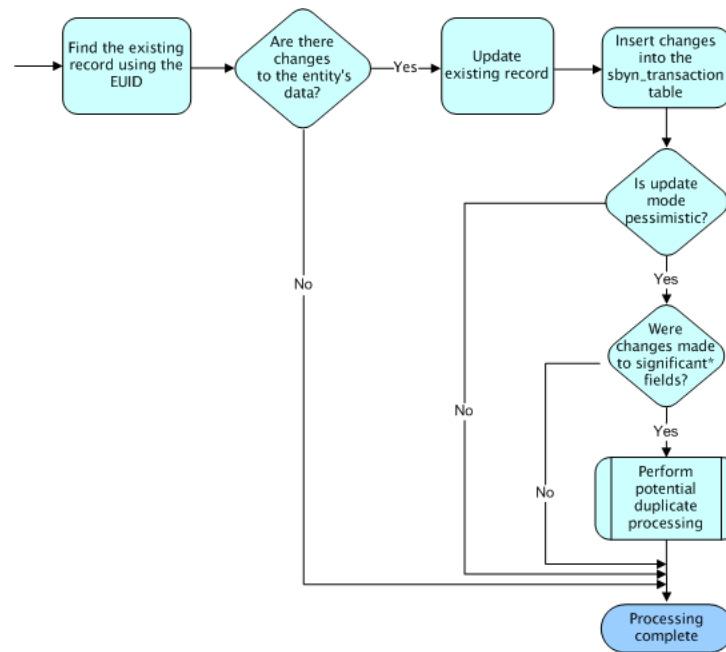 Find the existing
record using the
EUID
Are there
changes
to the entity's
data?
Yes
Update
existing record
Insert changes
into the
sbyn_transaction
table
Is update
mode
pessimistic?
No
Yes
Were
changes made
to significant*
fields?
No
Yes
No
Perform
potential
duplicate
processing
Processing
complete